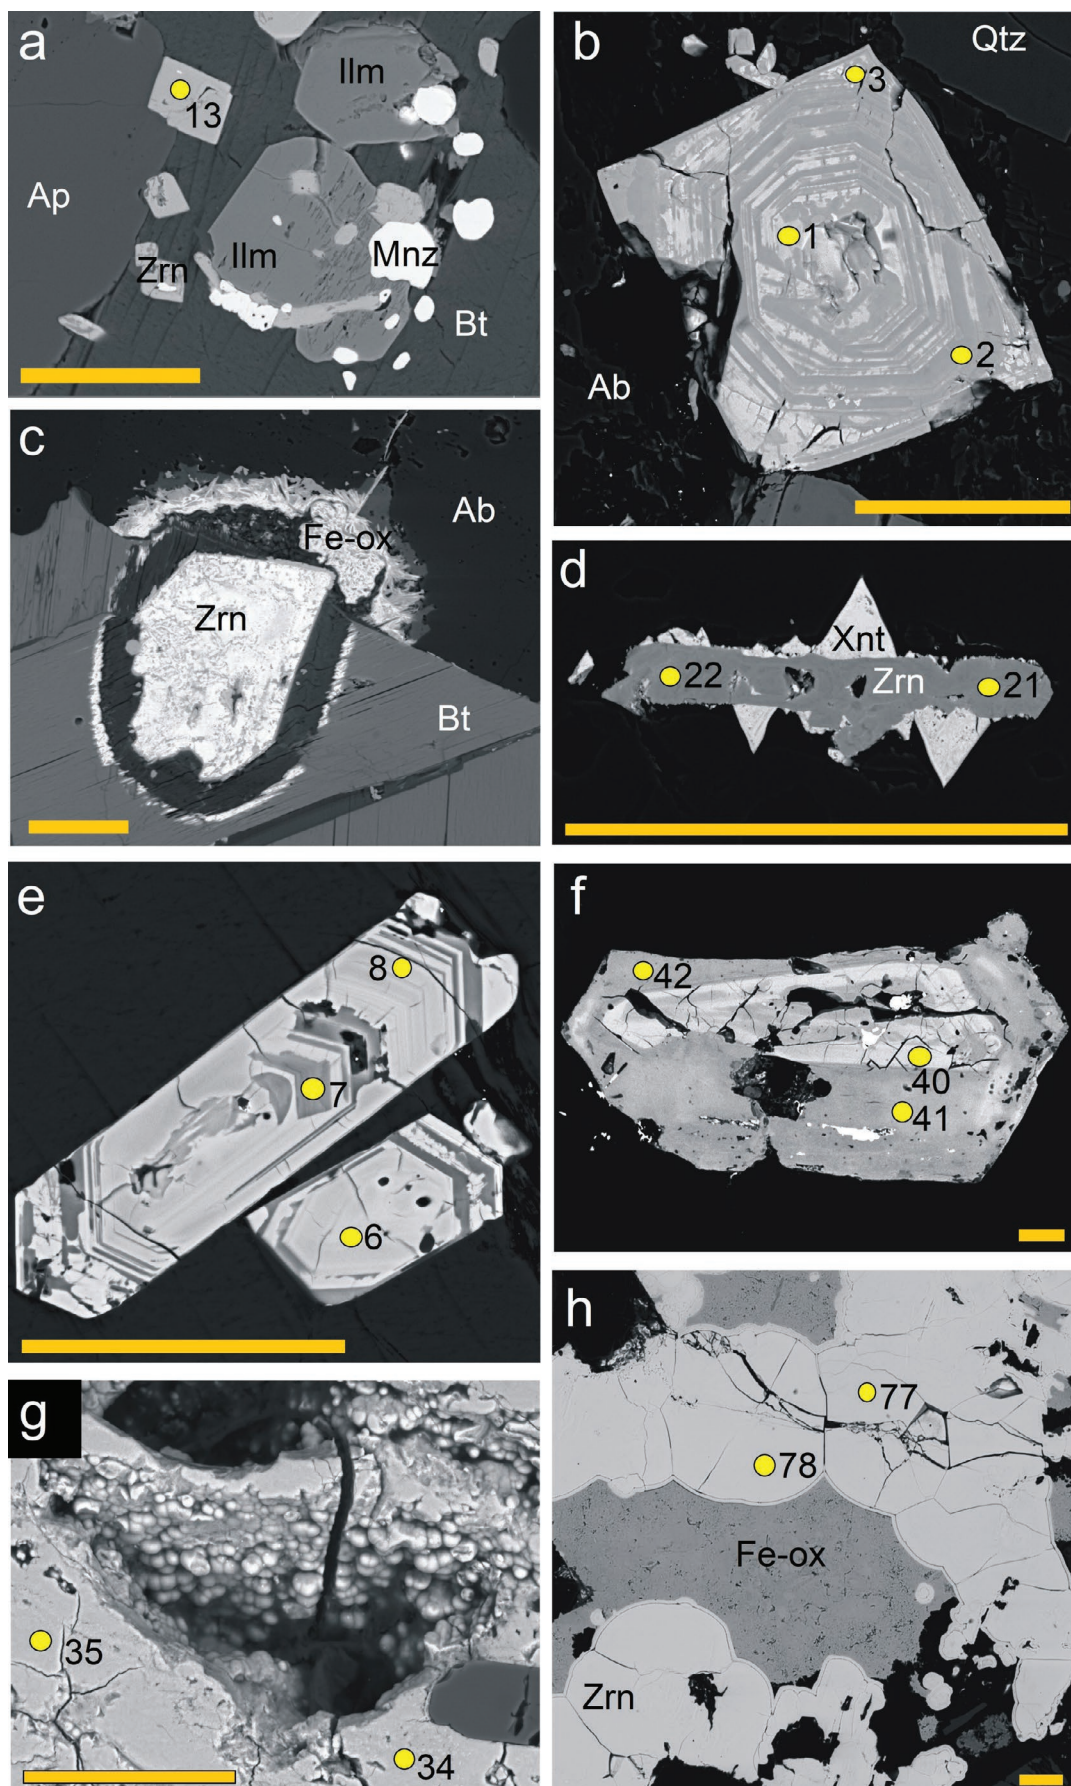 a
Ilm
13
Ap
Zrn
Ilm
Mnz
Bt
b
Qtz
3
1
2
Ab
c
Ab
Fe-ox
Zrn
Bt
d
Xnt
22
Zrn
21
e
8
7
6
f
42
40
41
g
35
34
h
77
78
Fe-ox
Zrn